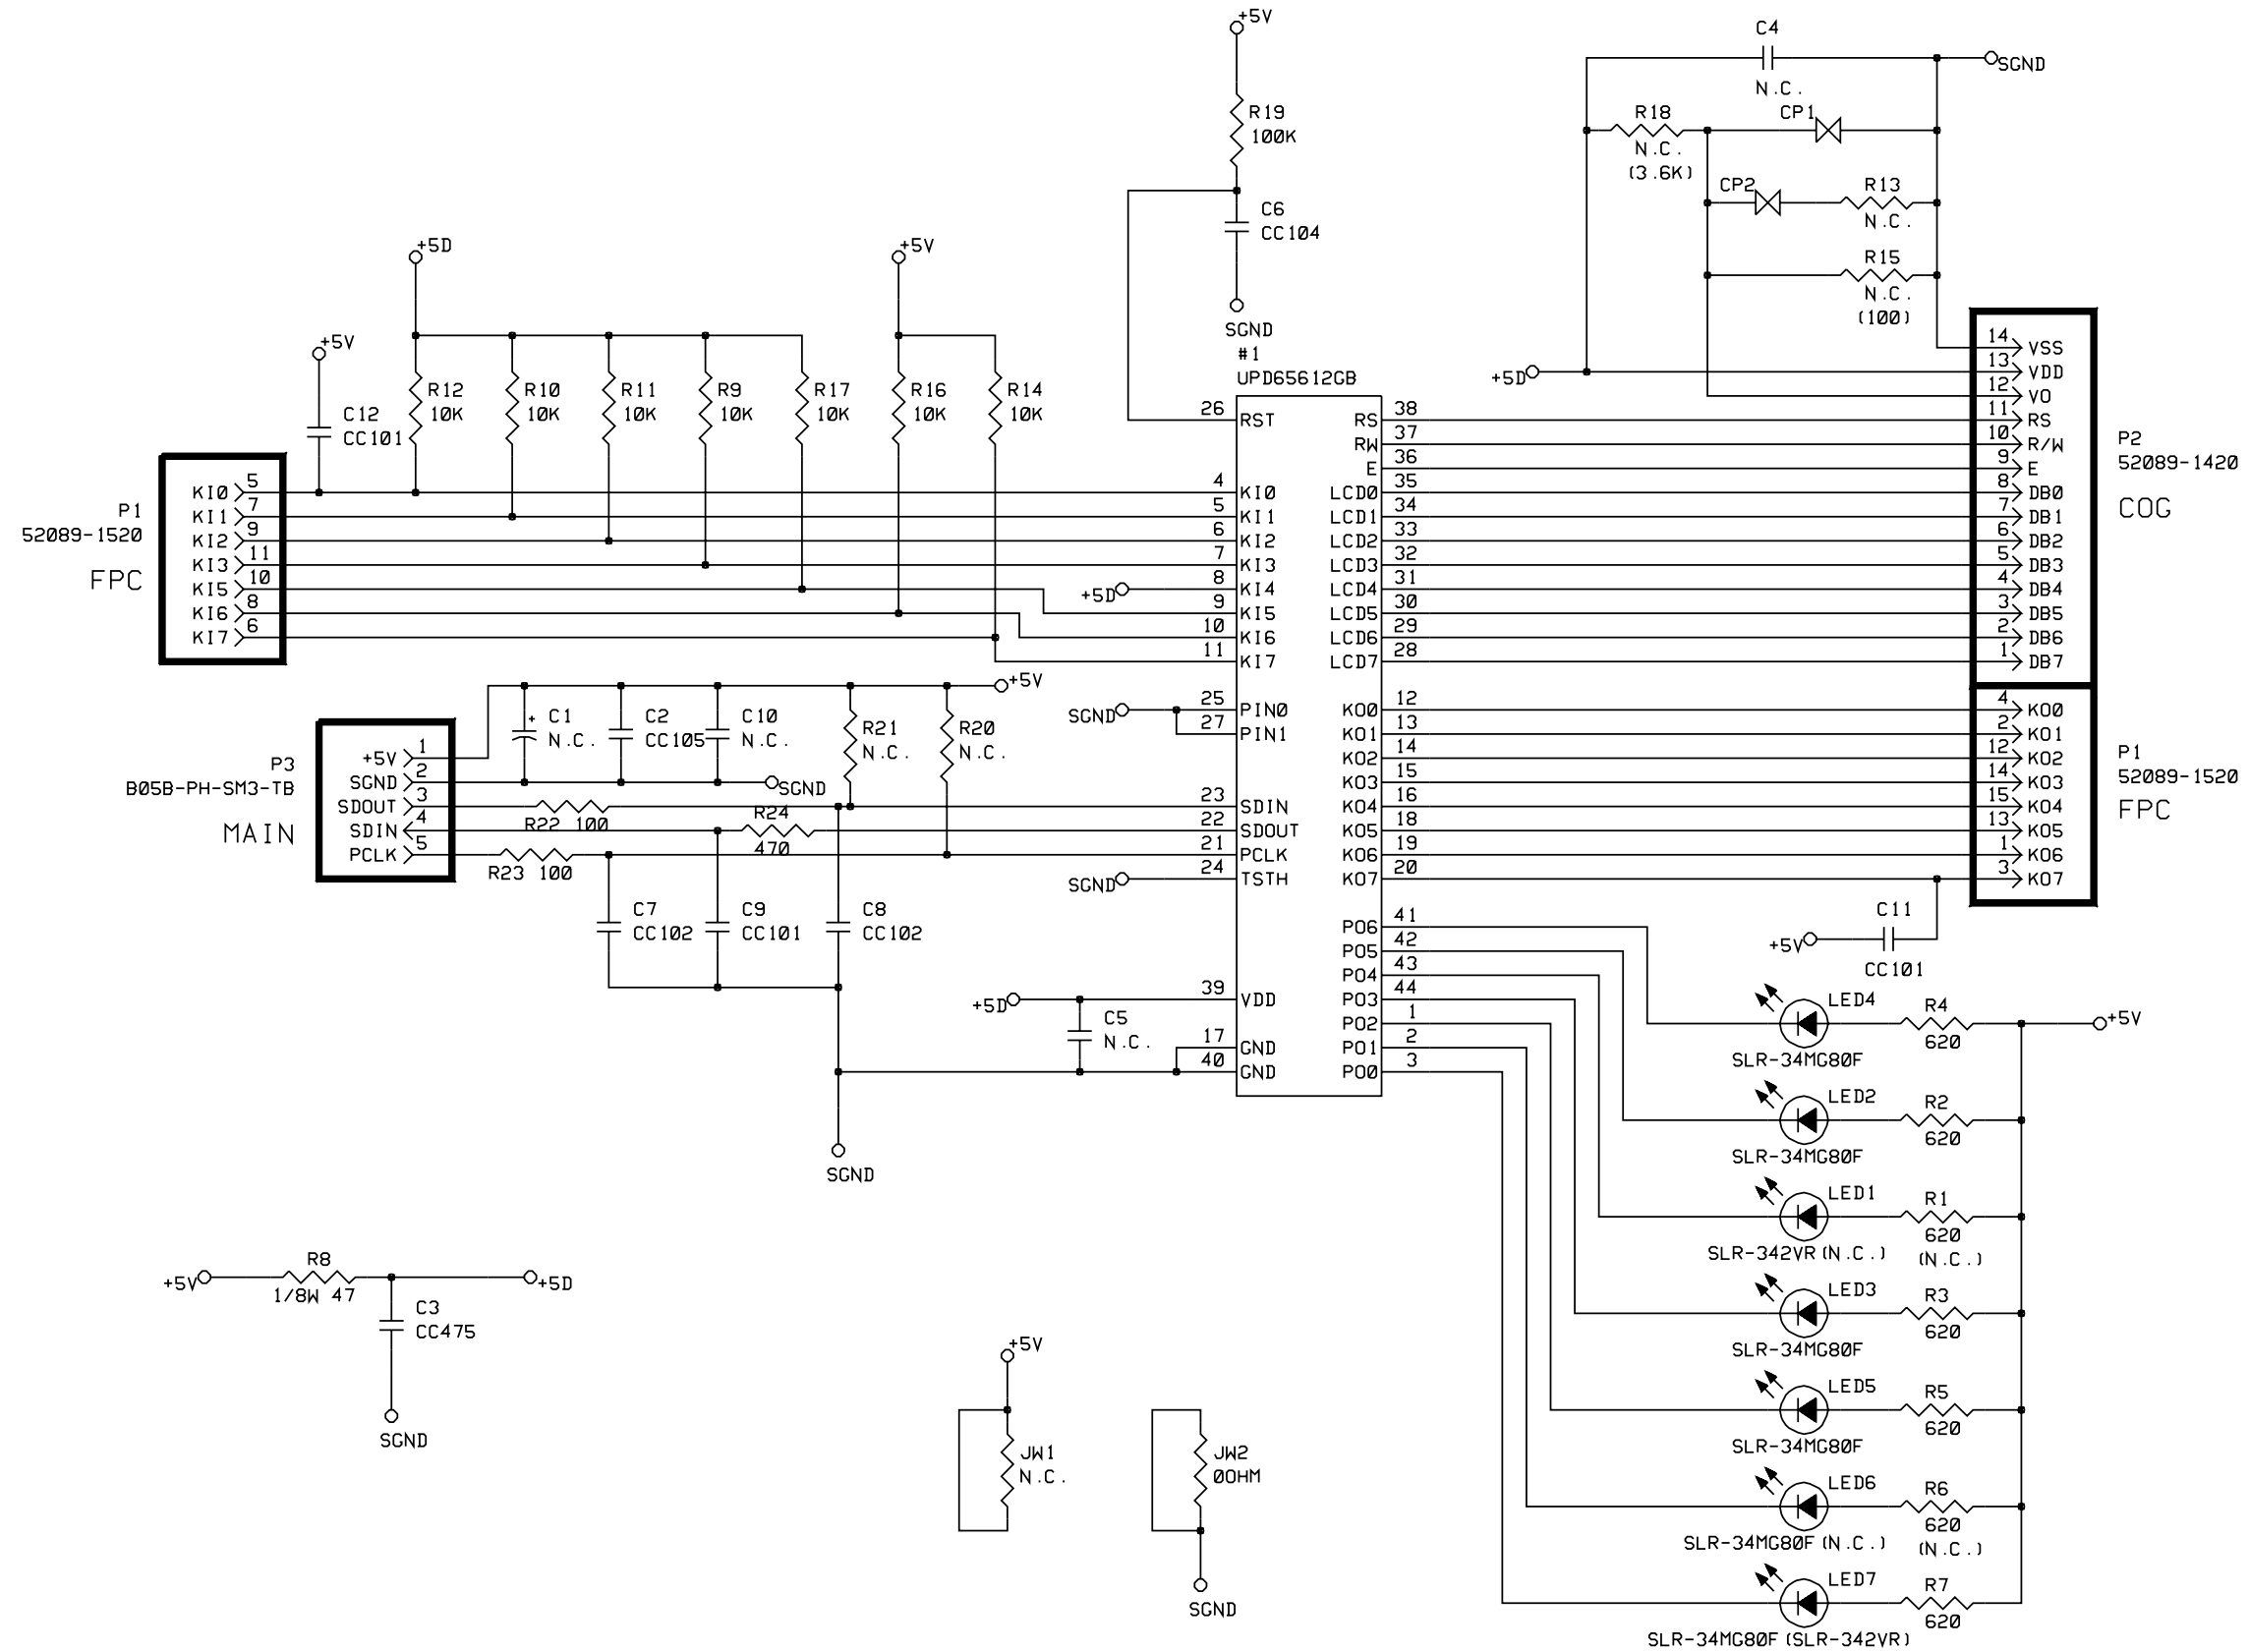 +5V
C4
SGND
N.C.
R19
100K
R18
N.C.
(3.6K)
CP1
CP2
R13
N.C.
C6
CC104
SGND
R15
N.C.
(100)
+5D
+5V
+5V
C12
CC101
R12
10K
R10
10K
R11
10K
R9
10K
R17
10K
R16
10K
R14
10K
#1
UPD65612GB
+5D
14 VSS
13 VDD
12 VO
26 RST
RS 38
11 RS
RW 37
10 R/W
E 36
9 E
P2
52089-1420
COG
P1
52089-1520
FPC
KI0 5
4 KI0
LCD0 35
8 DB0
KI1 7
5 KI1
LCD1 34
7 DB1
KI2 9
6 KI2
LCD2 33
6 DB2
KI3 11
7 KI3
LCD3 32
5 DB3
KI5 10
+5D
8 KI4
LCD4 31
4 DB4
KI6 8
9 KI5
LCD5 30
3 DB5
KI7 6
10 KI6
LCD6 29
2 DB6
11 KI7
LCD7 28
1 DB7
+5V
C1
+
N.C.
C2
CC105
C10
N.C.
R21
N.C.
R20
N.C.
SGND
25 PIN0
27 PIN1
KO0 12
4 KO0
KO1 13
2 KO1
KO2 14
12 KO2
KO3 15
14 KO3
KO4 16
15 KO4
KO5 18
13 KO5
KO6 19
1 KO6
KO7 20
3 KO7
P1
52089-1520
FPC
P3
B05B-PH-SM3-TB
MAIN
+5V 1
SGND 2
SDOUT 3
SDIN 4
PCLK 5
SGND
R22 100
R24
470
R23 100
23 SDIN
22 SDOUT
21 PCLK
SGND
24 TSTH
C7
CC102
C9
CC101
C8
CC102
C11
+5V
CC101
PO6 41
PO5 42
PO4 43
PO3 44
PO2 1
PO1 2
PO0 3
+5D
39 VDD
C5
N.C.
17 GND
40 GND
SGND
LED4
R4
620
+5V
SLR-34MG80F
LED2
R2
620
SLR-34MG80F
LED1
R1
620
(N.C.)
SLR-342VR(N.C.)
LED3
R3
620
SLR-34MG80F
LED5
R5
620
SLR-34MG80F
LED6
R6
620
(N.C.)
SLR-34MG80F(N.C.)
LED7
R7
620
SLR-34MG80F(SLR-342VR)
+5V
R8
1/8W 47
+5D
C3
CC475
SGND
+5V
JW1
N.C.
JW2
0OHM
SGND